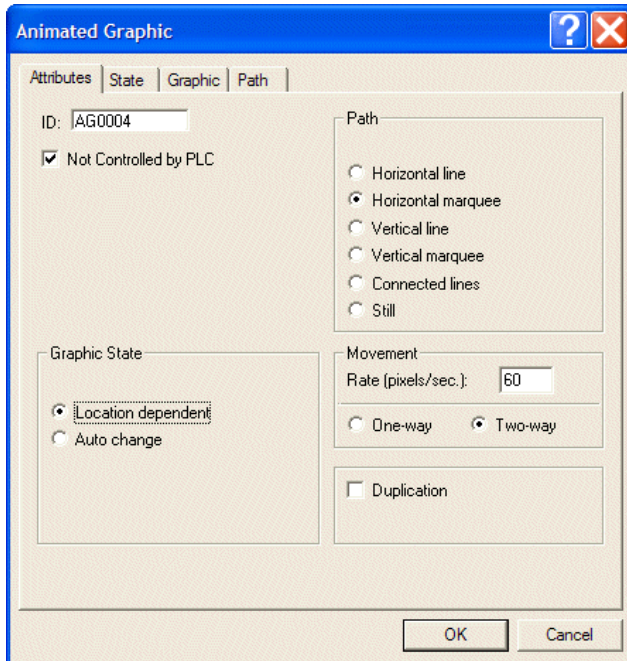 Animated Graphic
Attributes State Graphic Path
ID: AG0004
Not Controlled by PLC
Path
Horizontal line
Horizontal marquee
Vertical line
Vertical marquee
Connected lines
Still
Graphic State
Location dependent
Auto change
Movement
Rate (pixels/sec.): 60
One-way Two-way
Duplication
OK Cancel